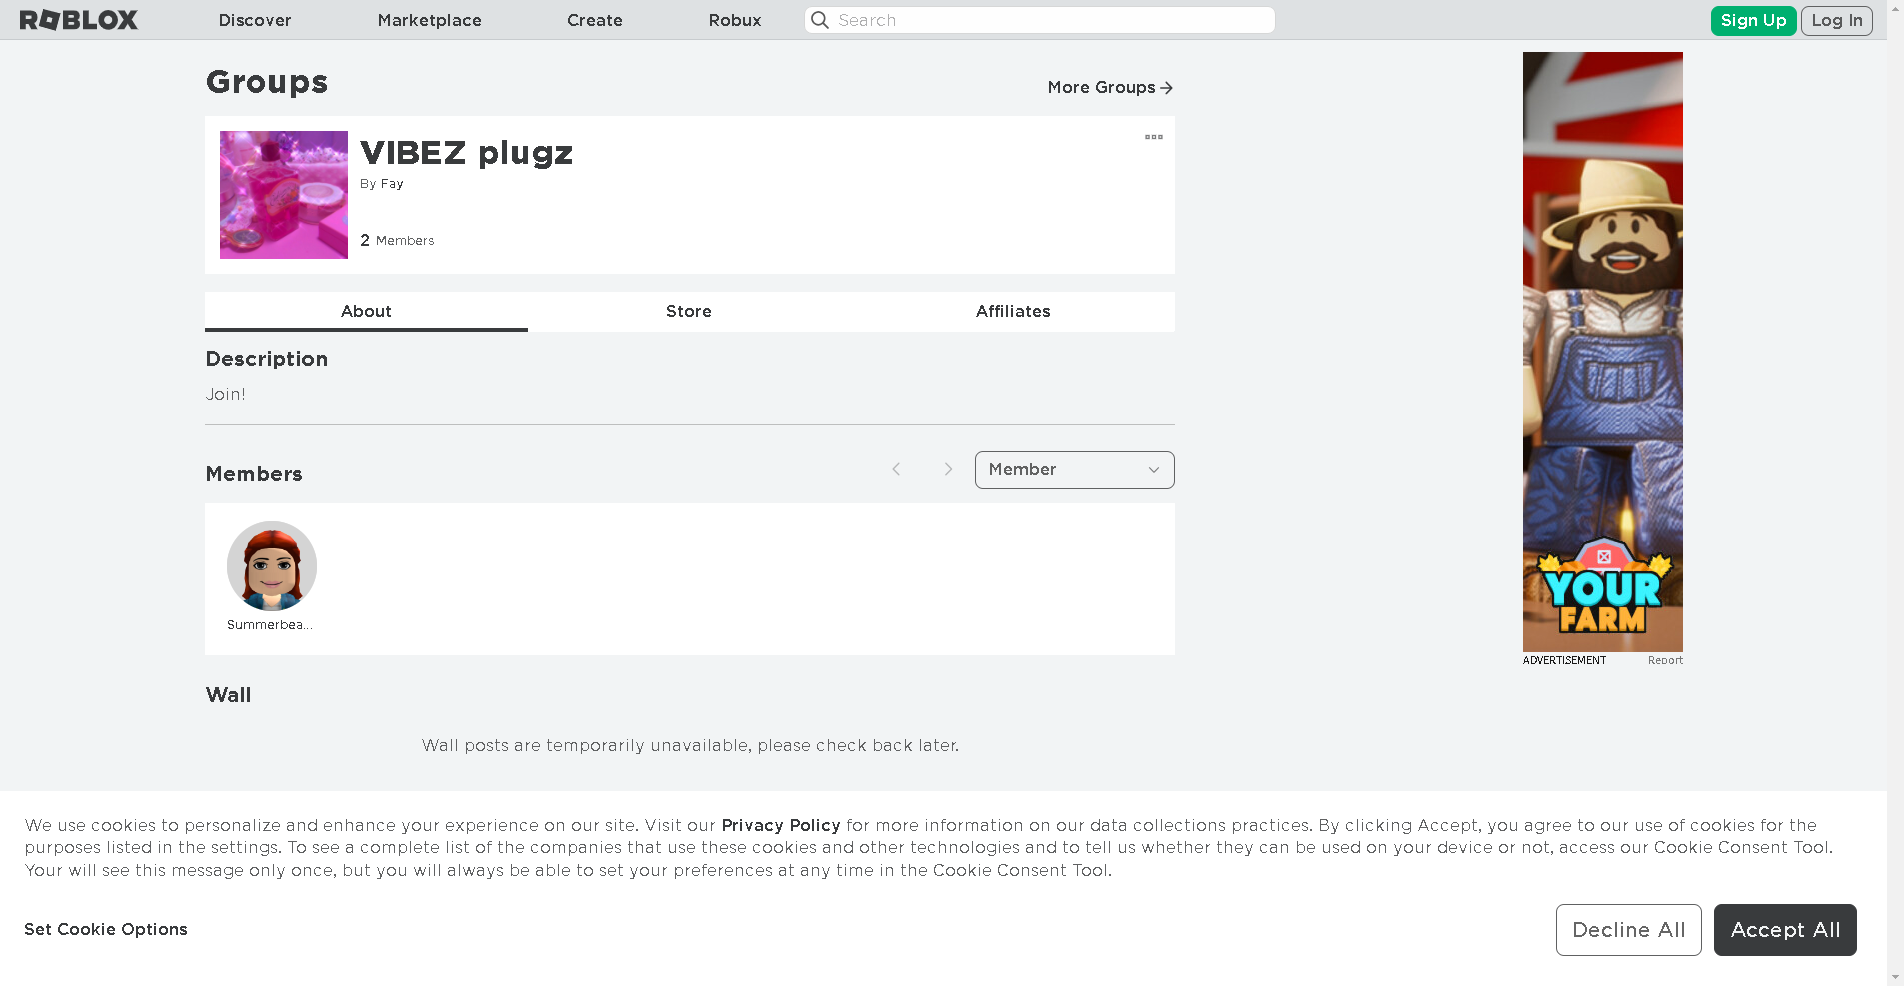 ROBLOX Discover Marketplace Create Robux Search Sign Up Log In
Groups
More Groups
VIBEZ plugz
By Fay
2 Members
About Store Affiliates
Description
Join!
Members
Member
Summerbea...
Wall
Wall posts are temporarily unavailable, please check back later.
YOUR
FARM
ADVERTISEMENT Report
We use cookies to personalize and enhance your experience on our site. Visit our Privacy Policy for more information on our data collections practices. By clicking Accept, you agree to our use of cookies for the
purposes listed in the settings. To see a complete list of the companies that use these cookies and other technologies and to tell us whether they can be used on your device or not, access our Cookie Consent Tool.
Your will see this message only once, but you will always be able to set your preferences at any time in the Cookie Consent Tool.
Set Cookie Options
Decline All
Accept All